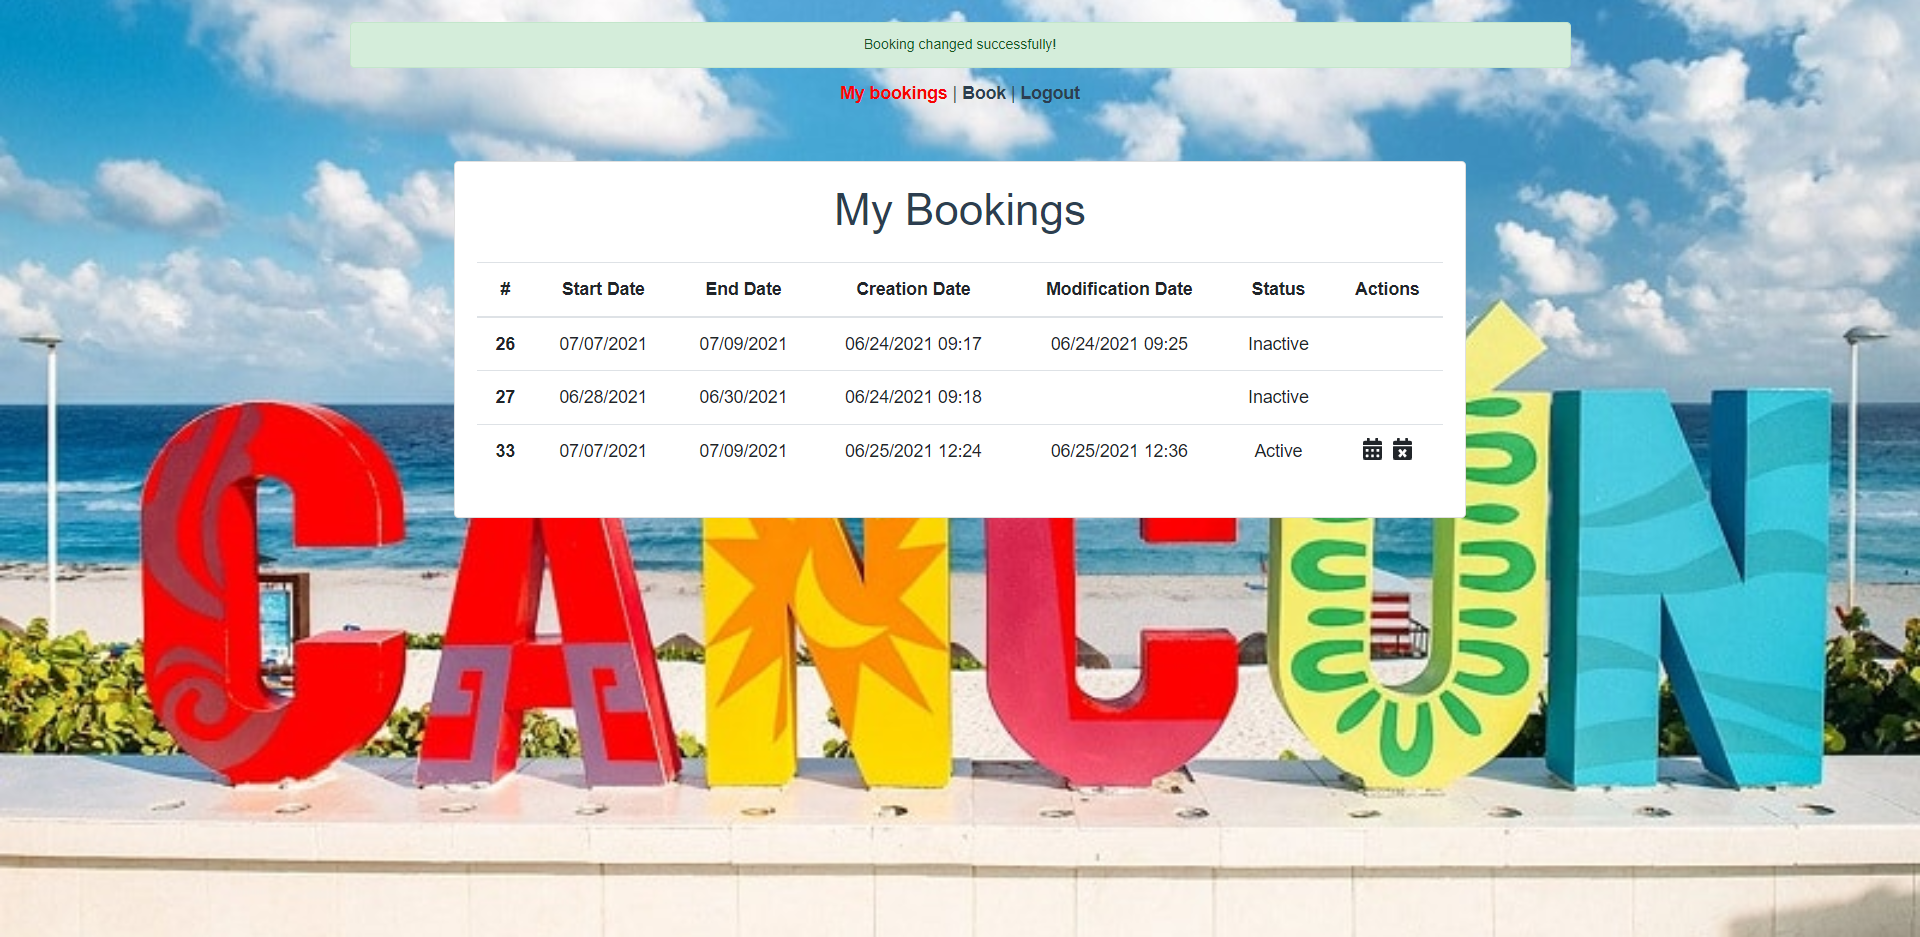 Booking changed successfully!
My bookings | Book | Logout
My Bookings
# Start Date End Date Creation Date Modification Date Status Actions
26 07/07/2021 07/09/2021 06/24/2021 09:17 06/24/2021 09:25 Inactive
27 06/28/2021 06/30/2021 06/24/2021 09:18 Inactive
33 07/07/2021 07/09/2021 06/25/2021 12:24 06/25/2021 12:36 Active
CANCÚN